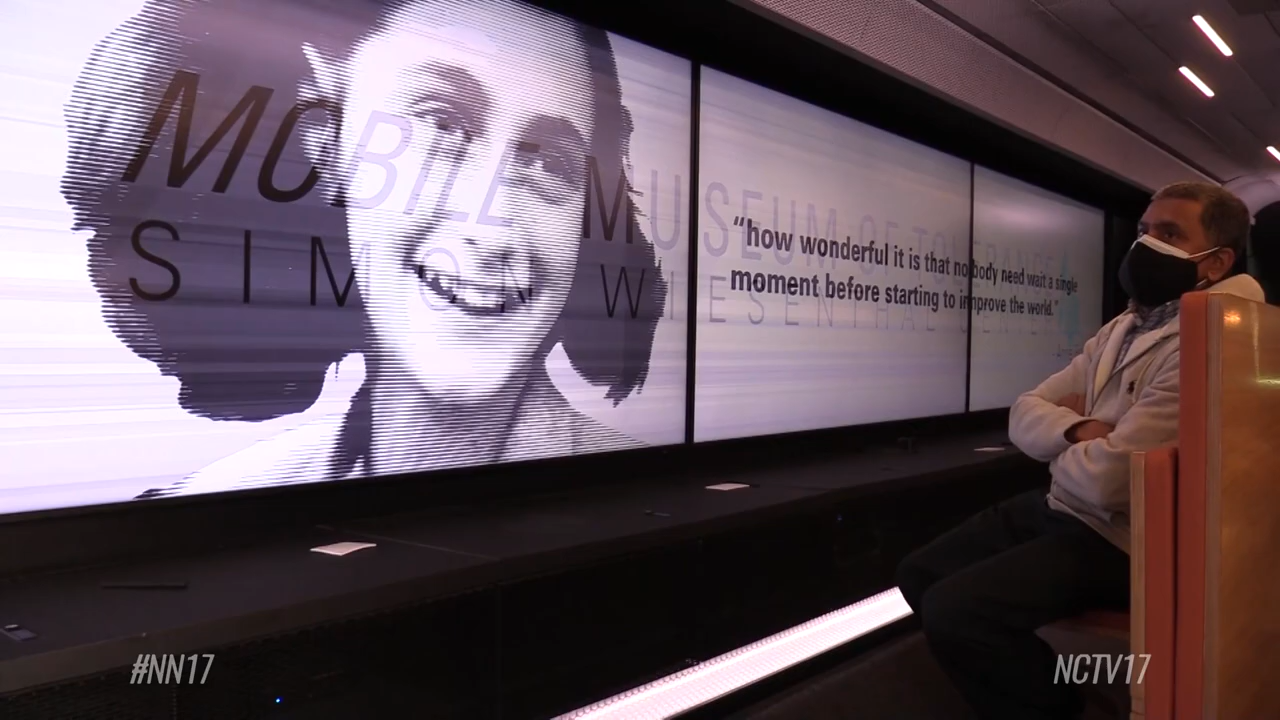 MOBILE MUSEUM OF TOLERANCE
SIMON WIESENTHAL CENTER
“how wonderful it is that nobody need wait a single
moment before starting to improve the world.”
#NN17
NCTV17